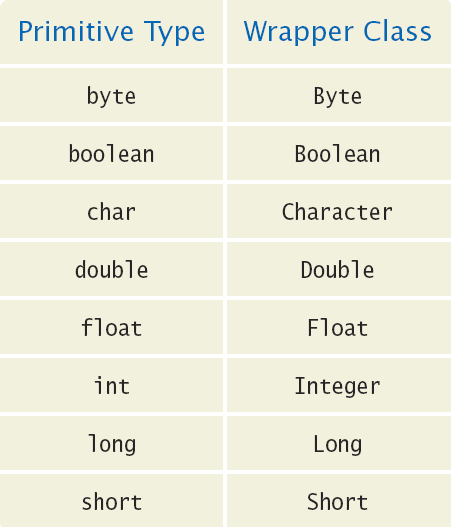 Primitive Type Wrapper Class
byte Byte
boolean Boolean
char Character
double Double
float Float
int Integer
long Long
short Short